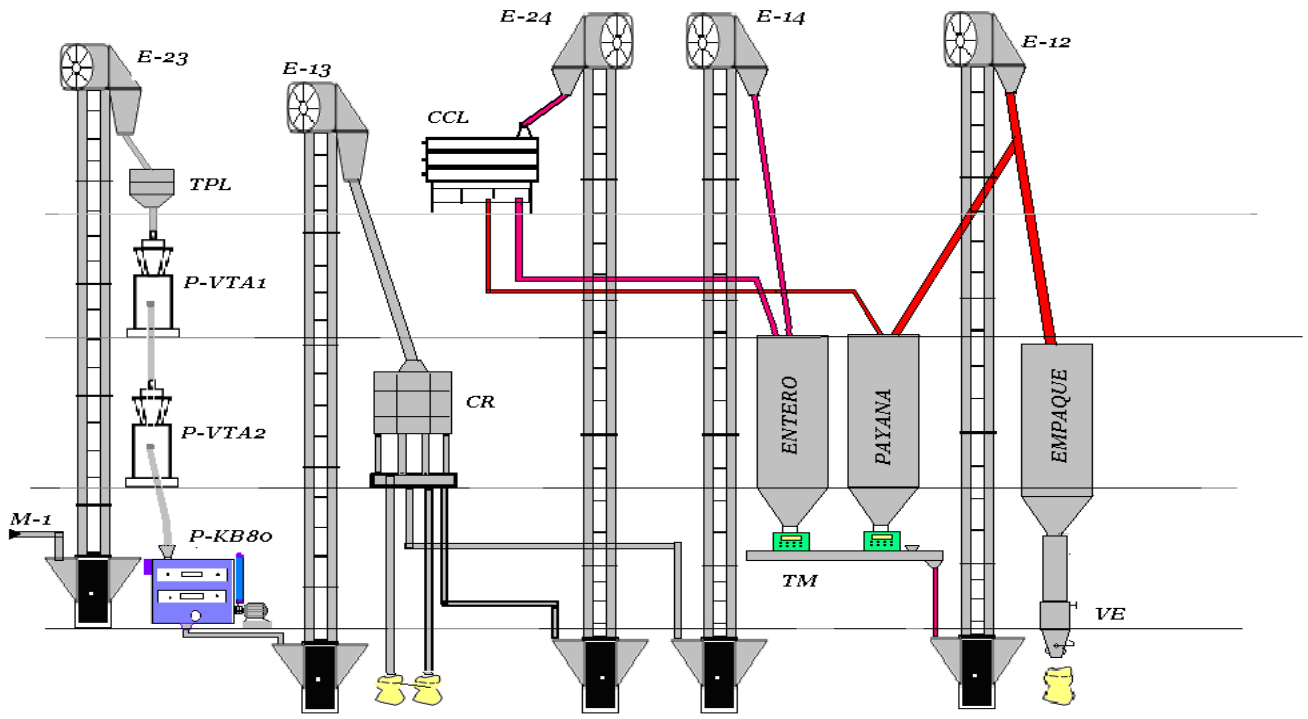 E-23
E-13
E-24
E-14
E-12
CCL
TPL
P-VTA1
CR
P-VTA2
ENTERO
PAYANA
EMPAQUE
M-1
P-KB80
TM
VE